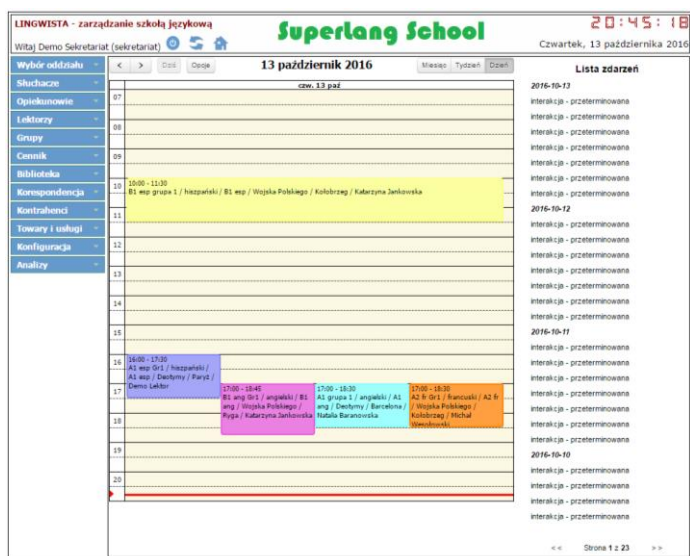 LINGWISTA - zarządzanie szkołą językową
Witaj Demo Sekretariat (sekretariat)
SuperLang School
20:45:18
Czwartek, 13 października 2016
Wybór oddziału
Słuchacze
Opiekunowie
Lektorzy
Grupy
Cennik
Biblioteka
Korespondencja
Kontrahenci
Towary i usługi
Konfiguracja
Analizy
< > Dziś Opcje
13 październik 2016
Miesiąc Tydzień Dzień
czw. 13 paź
07
08
09
10
10:00 - 11:30
B1 esp grupa 1 / hiszpański / B1 esp / Wojska Polskiego / Kołobrzeg / Katarzyna Jankowska
11
12
13
14
15
16
16:00 - 17:30
A1 esp Gr1 / hiszpański /
A1 esp / Deotymy / Paryż /
Demo Lektor
17
17:00 - 18:45
B1 ang Gr1 / angielski / B1
ang / Wojska Polskiego /
Ryga / Katarzyna Jankowska
17:00 - 18:30
A1 grupa 1 / angielski / A1
ang / Deotymy / Barcelona /
Natalia Baranowska
17:00 - 18:30
A2 fr Gr1 / francuski / A2 fr
/ Wojska Polskiego /
Kołobrzeg / Michał
Wesołowski
18
19
20
Lista zdarzeń
2016-10-13
interakcja - przeterminowana
interakcja - przeterminowana
interakcja - przeterminowana
interakcja - przeterminowana
interakcja - przeterminowana
interakcja - przeterminowana
interakcja - przeterminowana
2016-10-12
interakcja - przeterminowana
interakcja - przeterminowana
interakcja - przeterminowana
interakcja - przeterminowana
interakcja - przeterminowana
interakcja - przeterminowana
interakcja - przeterminowana
2016-10-11
interakcja - przeterminowana
interakcja - przeterminowana
interakcja - przeterminowana
interakcja - przeterminowana
interakcja - przeterminowana
interakcja - przeterminowana
interakcja - przeterminowana
2016-10-10
interakcja - przeterminowana
interakcja - przeterminowana
interakcja - przeterminowana
interakcja - przeterminowana
<< Strona 1 z 23 >>